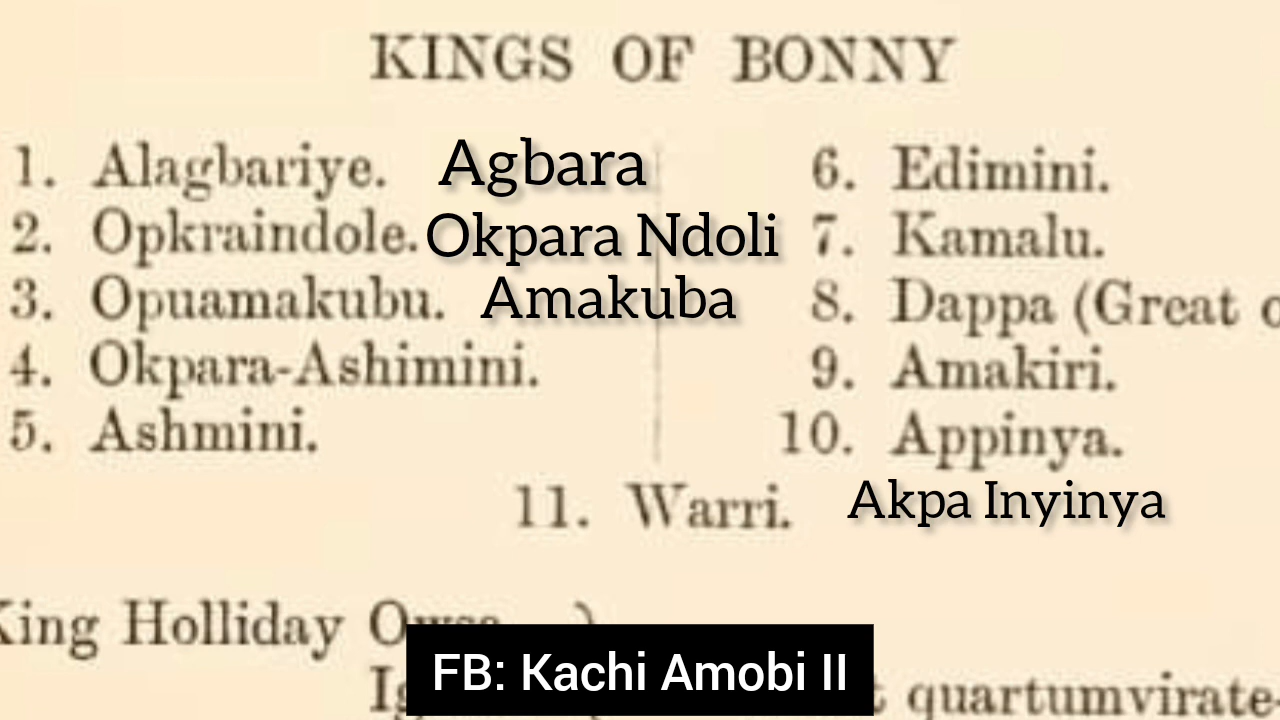 KINGS OF BONNY
1. Alagbariye. Agbara
2. Opkraindole. Okpara Ndoli
3. Opuamakubu. Amakuba
4. Okpara-Ashimini.
5. Ashmini.
6. Edimini.
7. Kamalu.
8. Dappa (Great
9. Amakiri.
10. Appinya.
11. Warri. Akpa Inyinya
King Holliday
quartumvirate-
FB: Kachi Amobi II